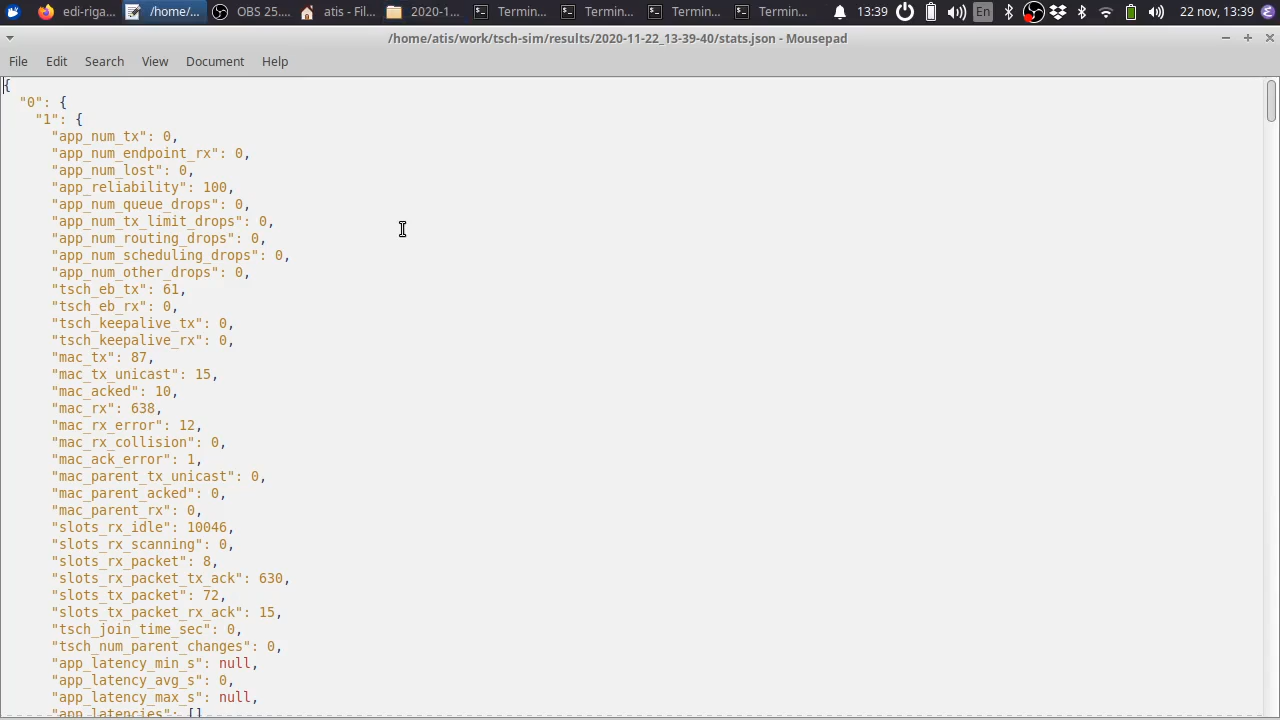 edi-riga...
/home/...
OBS 25....
atis - Fil...
2020-1...
Termin...
Termin...
Termin...
Termin...
13:39
En
22 nov, 13:39
/home/atis/work/tsch-sim/results/2020-11-22_13-39-40/stats.json - Mousepad
File Edit Search View Document Help
{
"0": {
"1": {
"app_num_tx": 0,
"app_num_endpoint_rx": 0,
"app_num_lost": 0,
"app_reliability": 100,
"app_num_queue_drops": 0,
"app_num_tx_limit_drops": 0,
"app_num_routing_drops": 0,
"app_num_scheduling_drops": 0,
"app_num_other_drops": 0,
"tsch_eb_tx": 61,
"tsch_eb_rx": 0,
"tsch_keepalive_tx": 0,
"tsch_keepalive_rx": 0,
"mac_tx": 87,
"mac_tx_unicast": 15,
"mac_acked": 10,
"mac_rx": 638,
"mac_rx_error": 12,
"mac_rx_collision": 0,
"mac_ack_error": 1,
"mac_parent_tx_unicast": 0,
"mac_parent_acked": 0,
"mac_parent_rx": 0,
"slots_rx_idle": 10046,
"slots_rx_scanning": 0,
"slots_rx_packet": 8,
"slots_rx_packet_tx_ack": 630,
"slots_tx_packet": 72,
"slots_tx_packet_rx_ack": 15,
"tsch_join_time_sec": 0,
"tsch_num_parent_changes": 0,
"app_latency_min_s": null,
"app_latency_avg_s": 0,
"app_latency_max_s": null,
"app_latencies": []